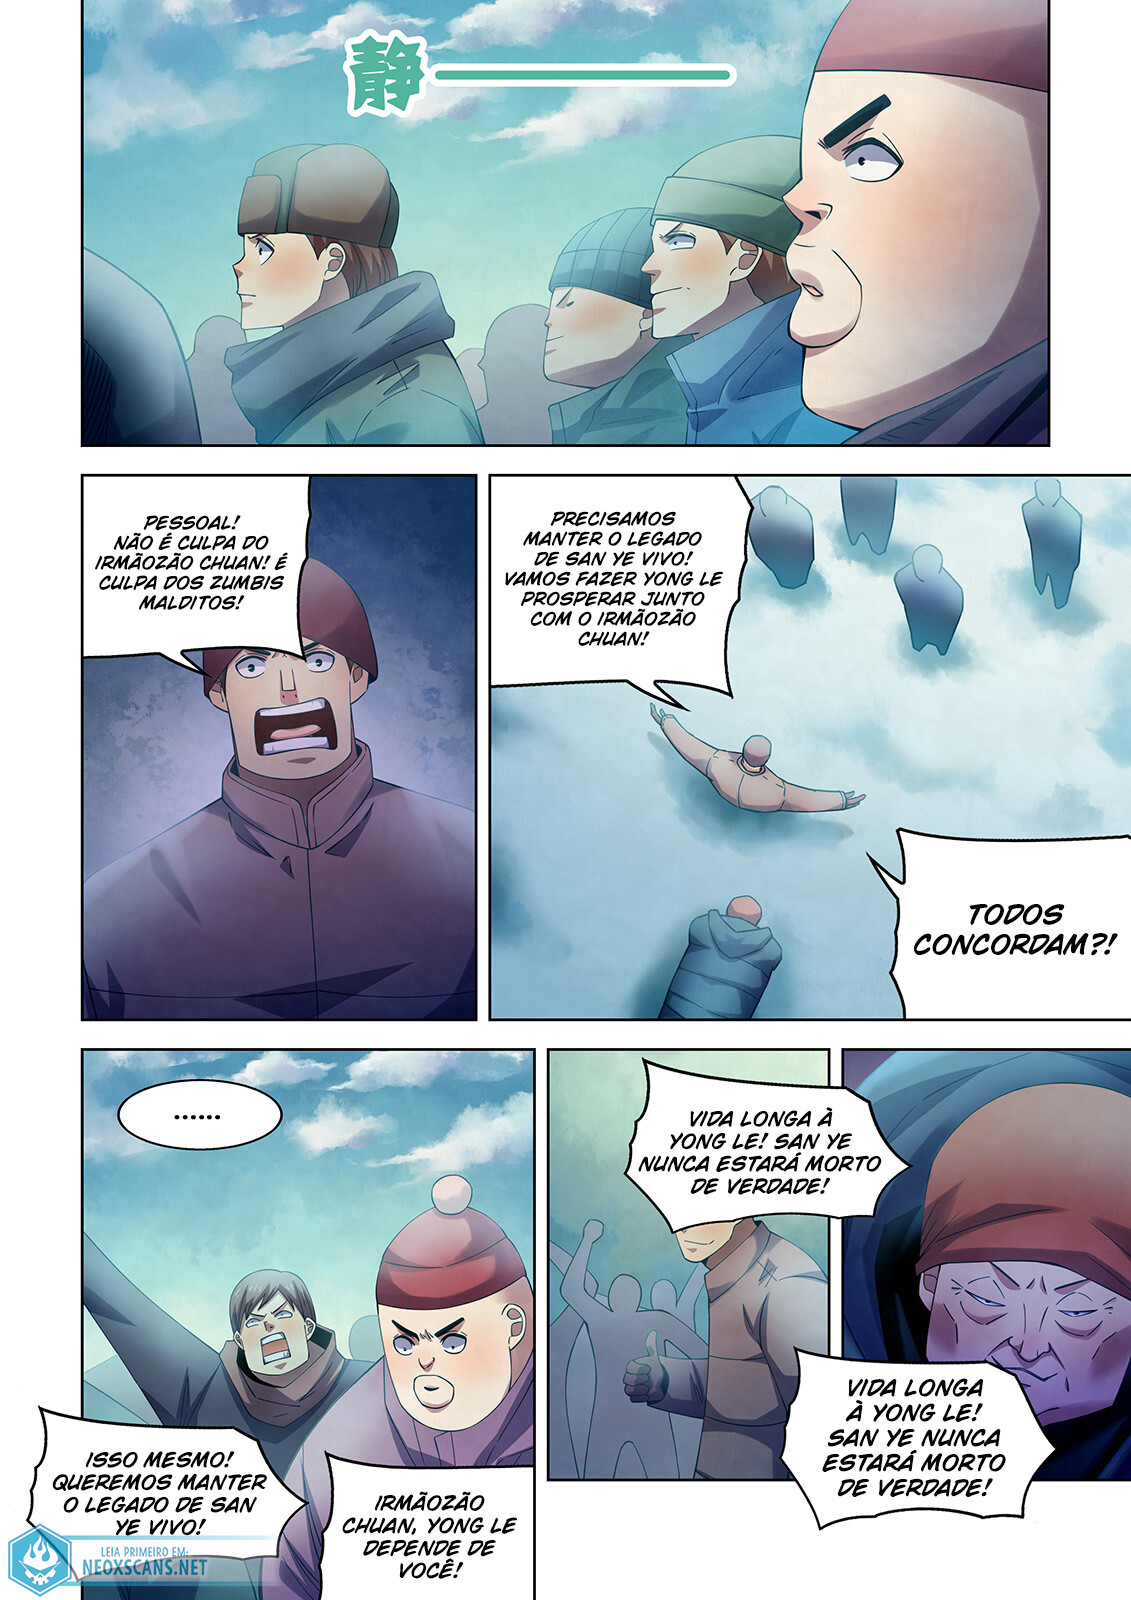 静
PESSOAL!
NÃO É CULPA DO
IRMÃOZÃO CHUAN! É
CULPA DOS ZUMBIS
MALDITOS!
PRECISAMOS
MANTER O LEGADO
DE SAN YE VIVO!
VAMOS FAZER YONG LE
PROSPERAR JUNTO
COM O IRMÃOZÃO
CHUAN!
TODOS
CONCORDAM?!
......
ISSO MESMO!
QUEREMOS MANTER
O LEGADO DE SAN
YE VIVO!
IRMÃOZÃO
CHUAN, YONG LE
DEPENDE DE
VOCÊ!
VIDA LONGA À
YONG LE! SAN YE
NUNCA ESTARÁ MORTO
DE VERDADE!
VIDA LONGA
À YONG LE!
SAN YE NUNCA
ESTARÁ MORTO
DE VERDADE!
LEIA PRIMEIRO EM:
NEOXSCANS.NET